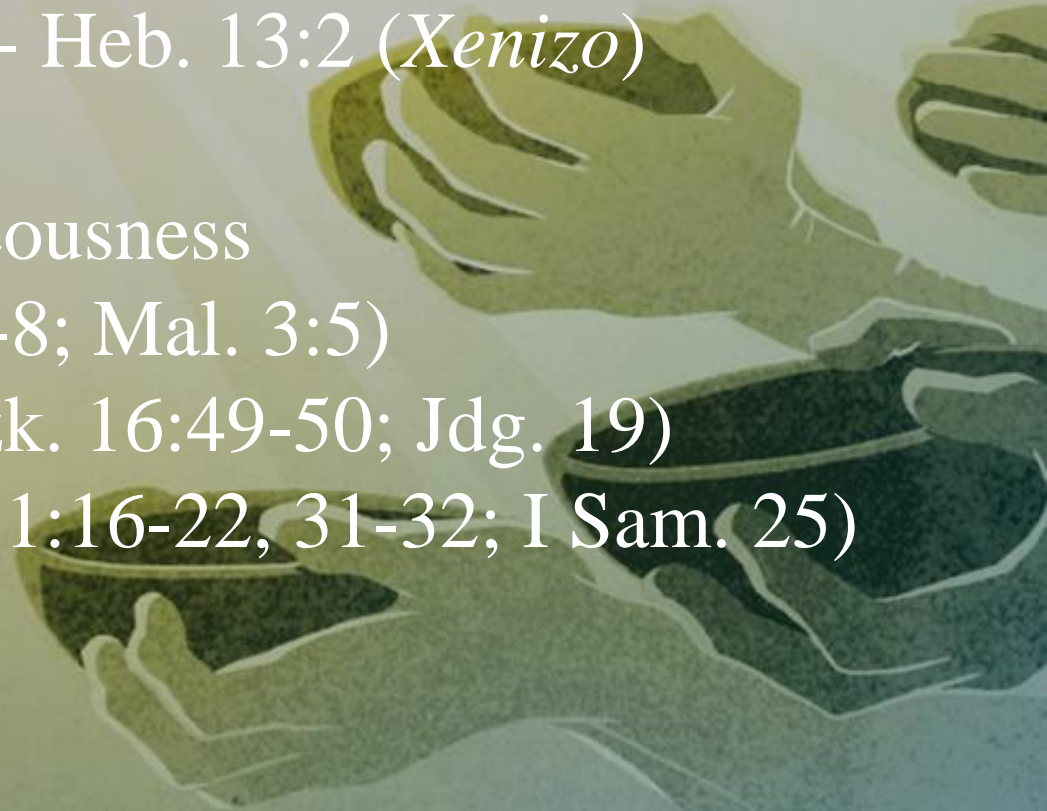 - Heb. 13:2 (Xenizo)
ousness
-8; Mal. 3:5)
k. 16:49-50; Jdg. 19)
1:16-22, 31-32; I Sam. 25)